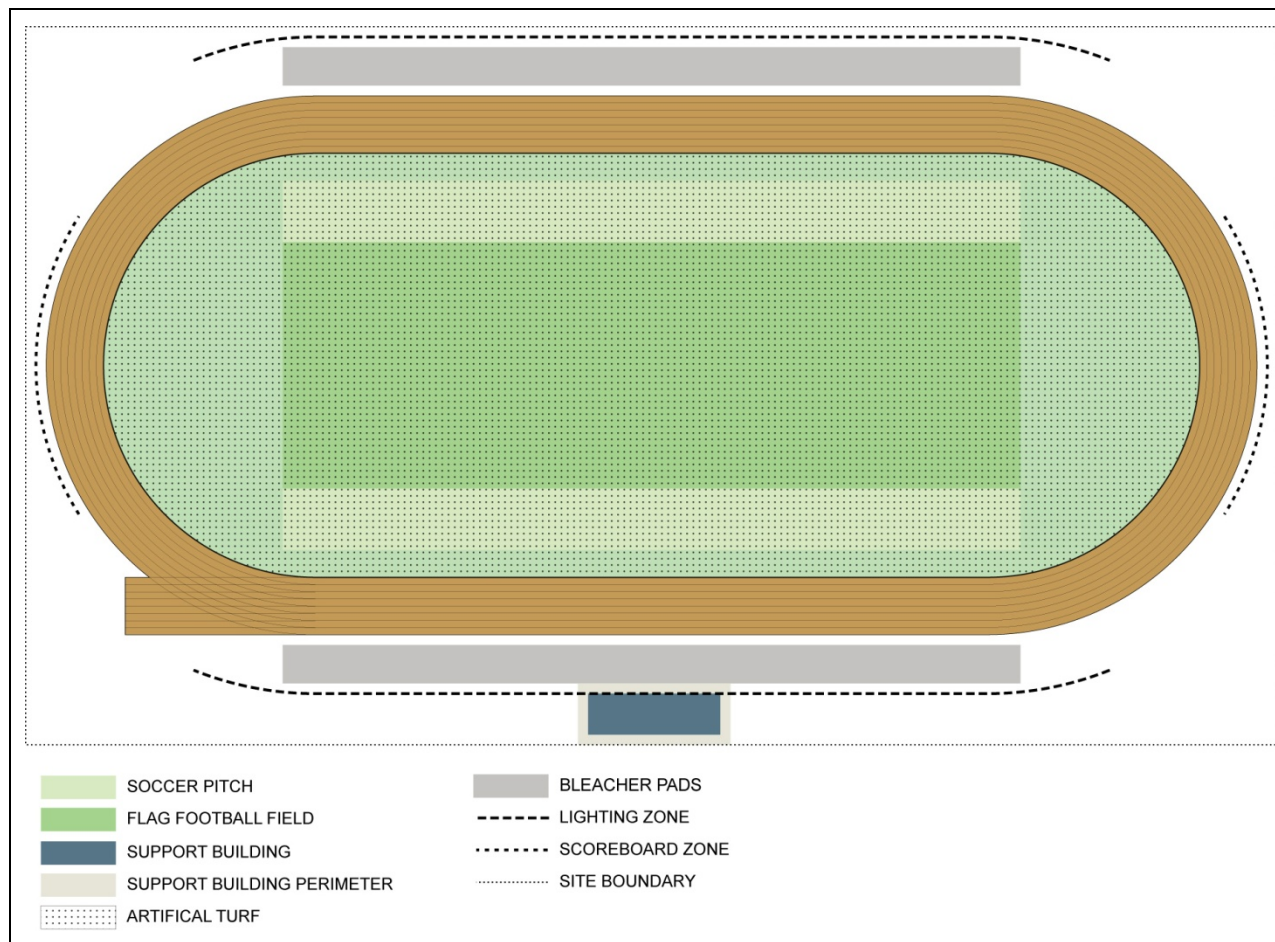 SOCCER PITCH
FLAG FOOTBALL FIELD
SUPPORT BUILDING
SUPPORT BUILDING PERIMETER
ARTIFICAL TURF
BLEACHER PADS
LIGHTING ZONE
SCOREBOARD ZONE
SITE BOUNDARY